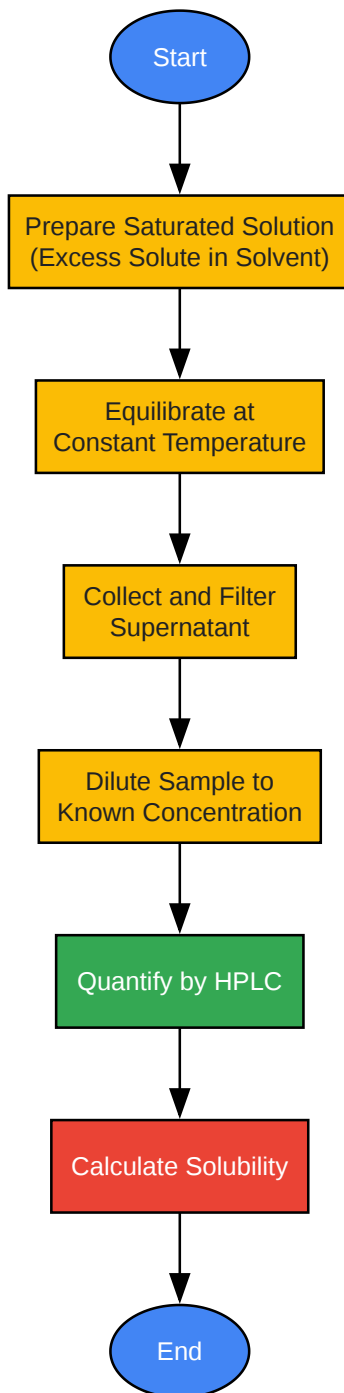 Start
Prepare Saturated Solution
(Excess Solute in Solvent)
Equilibrate at
Constant Temperature
Collect and Filter
Supernatant
Dilute Sample to
Known Concentration
Quantify by HPLC
Calculate Solubility
End